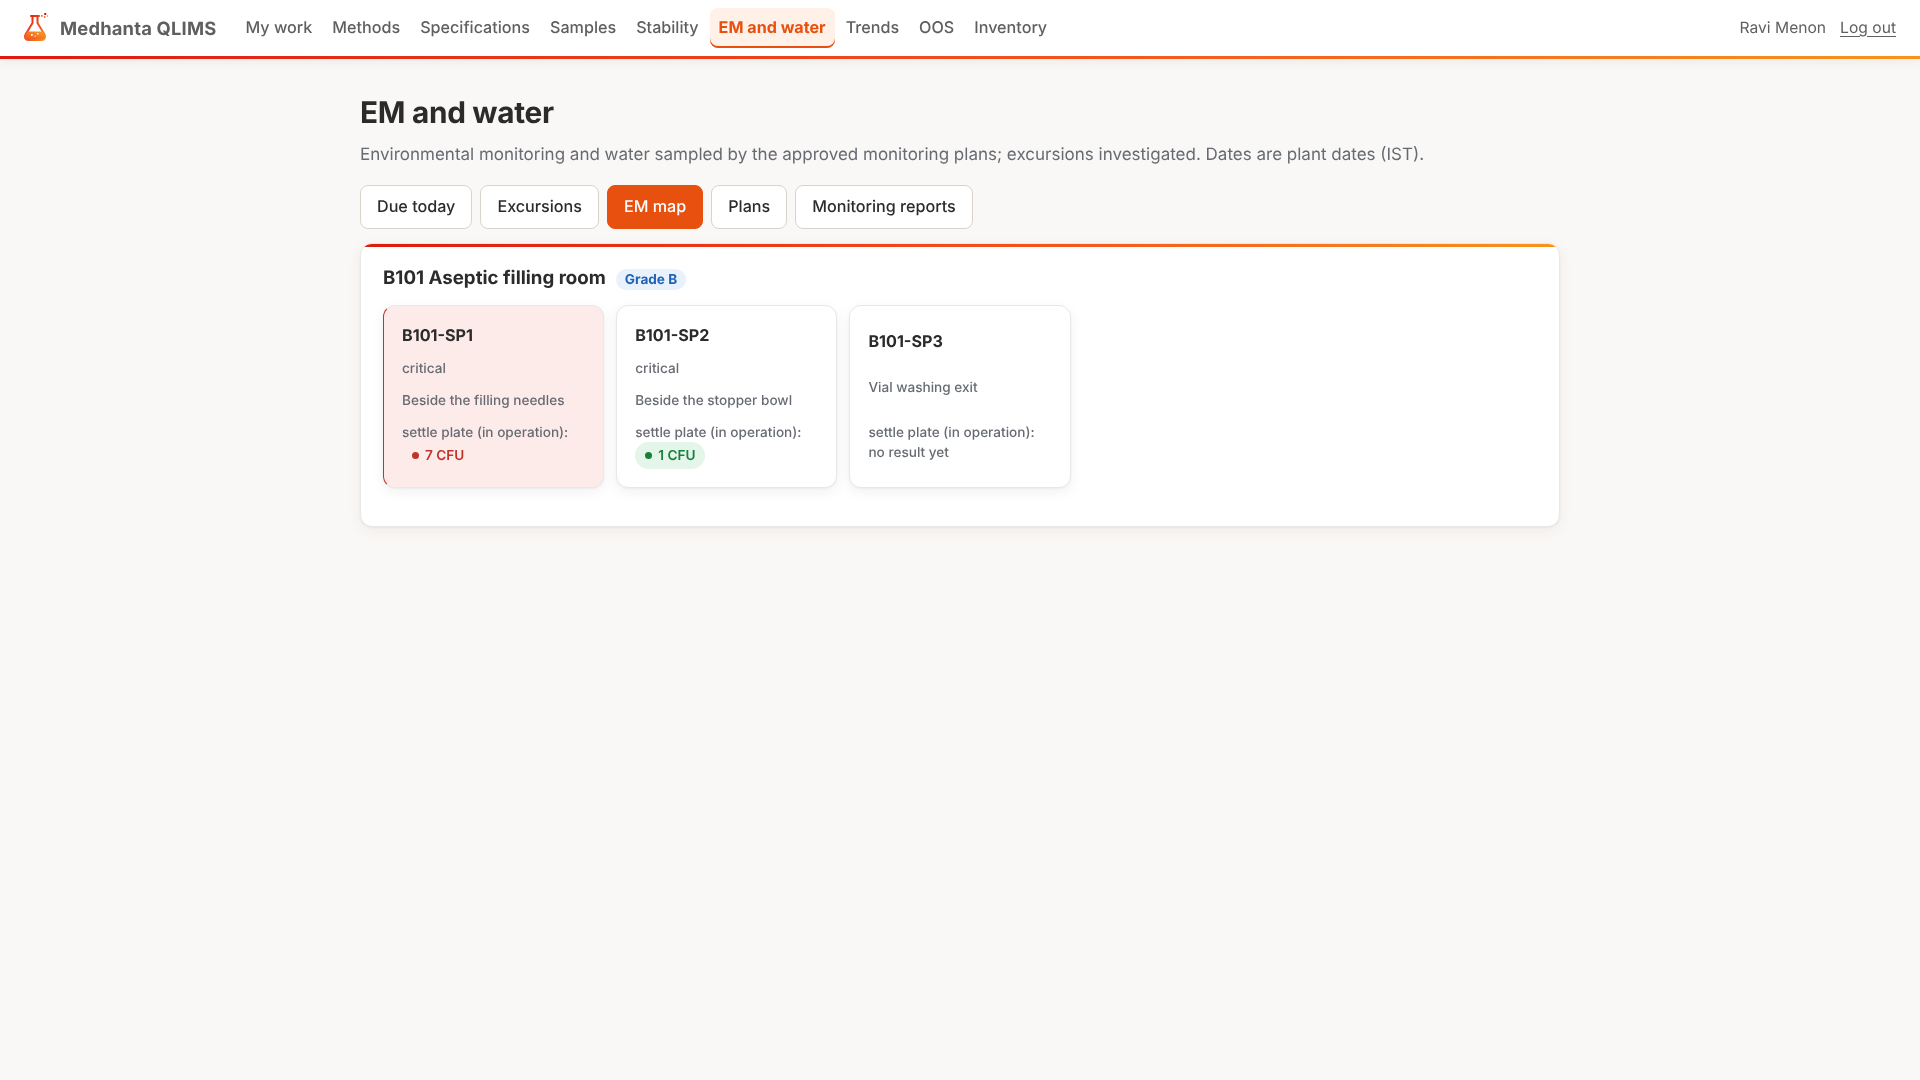 Medhanta QLIMS My work Methods Specifications Samples Stability EM and water Trends OOS Inventory Ravi Menon Log out
EM and water
Environmental monitoring and water sampled by the approved monitoring plans; excursions investigated. Dates are plant dates (IST).
Due today Excursions EM map Plans Monitoring reports
B101 Aseptic filling room Grade B
B101-SP1
critical
Beside the filling needles
settle plate (in operation):
7 CFU
B101-SP2
critical
Beside the stopper bowl
settle plate (in operation):
1 CFU
B101-SP3
Vial washing exit
settle plate (in operation):
no result yet